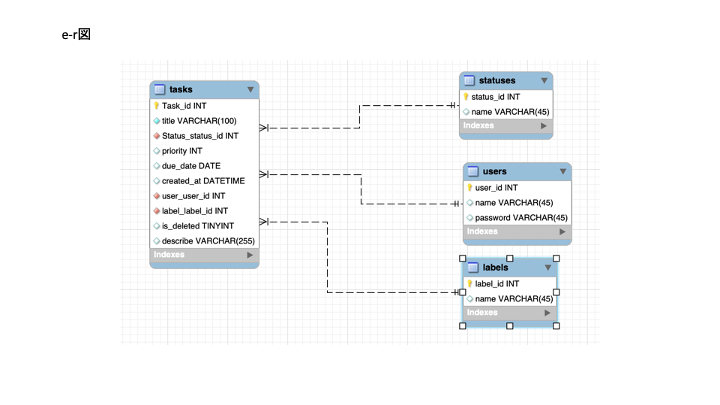 e-r図
tasks
Task_id INT
title VARCHAR(100)
Status_status_id INT
priority INT
due_date DATE
created_at DATETIME
user_user_id INT
label_label_id INT
is_deleted TINYINT
describe VARCHAR(255)
Indexes
statuses
status_id INT
name VARCHAR(45)
Indexes
users
user_id INT
name VARCHAR(45)
password VARCHAR(45)
Indexes
labels
label_id INT
name VARCHAR(45)
Indexes